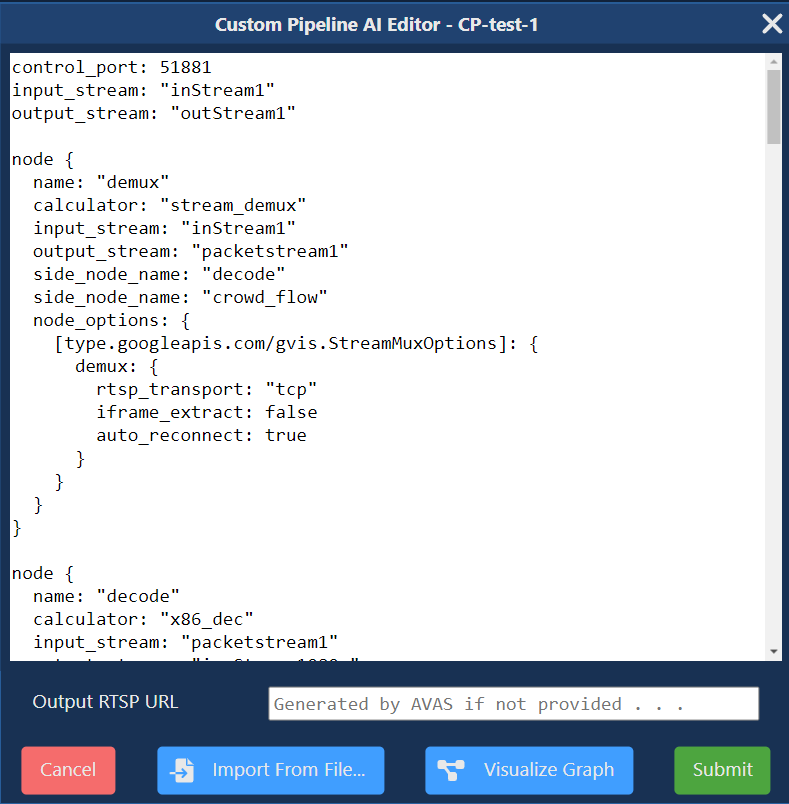 Custom Pipeline AI Editor - CP-test-1
control_port: 51881
input_stream: "inStream1"
output_stream: "outStream1"

node {
  name: "demux"
  calculator: "stream_demux"
  input_stream: "inStream1"
  output_stream: "packetstream1"
  side_node_name: "decode"
  side_node_name: "crowd_flow"
  node_options: {
    [type.googleapis.com/gvis.StreamMuxOptions]: {
      demux: {
        rtsp_transport: "tcp"
        iframe_extract: false
        auto_reconnect: true
      }
    }
  }
}

node {
  name: "decode"
  calculator: "x86_dec"
  input_stream: "packetstream1"
Output RTSP URL
Generated by AVAS if not provided . . .
Cancel
Import From File...
Visualize Graph
Submit